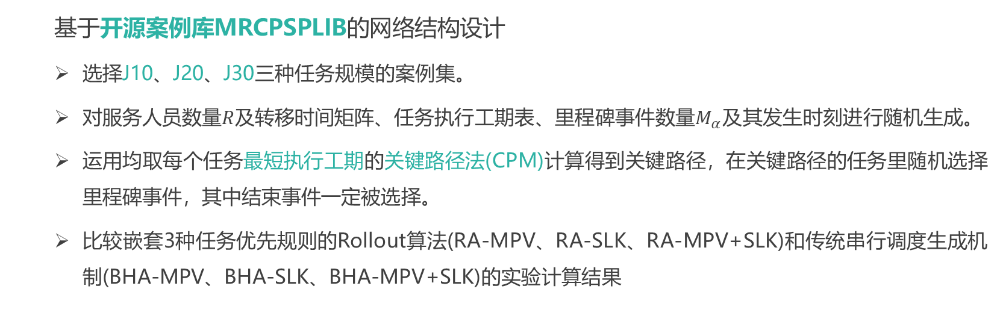 基于开源案例库MRCPSPLIB的网络结构设计
➢ 选择J10、J20、J30三种任务规模的案例集。
➢ 对服务人员数量R及转移时间矩阵、任务执行工期表、里程碑事件数量Mα及其发生时刻进行随机生成。
➢ 运用均取每个任务最短执行工期的关键路径法(CPM)计算得到关键路径，在关键路径的任务里随机选择
里程碑事件，其中结束事件一定被选择。
➢ 比较嵌套3种任务优先规则的Rollout算法(RA-MPV、RA-SLK、RA-MPV+SLK)和传统串行调度生成机
制(BHA-MPV、BHA-SLK、BHA-MPV+SLK)的实验计算结果